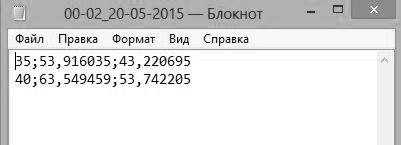 00-02_20-05-2015 — Блокнот
Файл Правка Формат Вид Справка
35;53,916035;43,220695
40;63,549459;53,742205